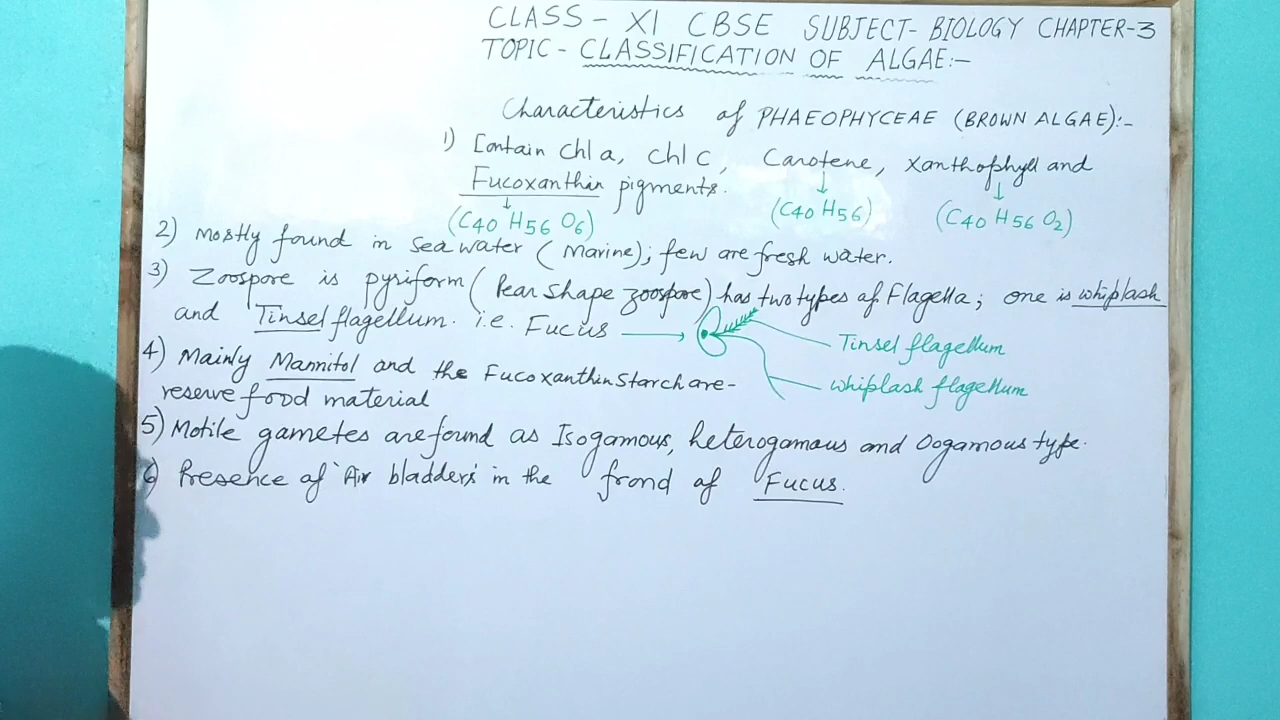 CLASS - XI CBSE SUBJECT- BIOLOGY CHAPTER-3
TOPIC - CLASSIFICATION OF ALGAE:-
Characteristics of PHAEOPHYCEAE (BROWN ALGAE):-
1) Contain chl a, chl c, Carotene, Xanthophyll and
Fucoxanthin pigments.
(C40 H56 O6) (C40 H56) (C40 H56 O2)
2) Mostly found in sea water (Marine); few are fresh water.
3) Zoospore is pyriform (Pear shape zoospore) has two types of Flagella; one is whiplash
and Tinsel flagellum. i.e. Fucus
Tinsel flagellum
4) Mainly Mannitol and the Fucoxanthin starch are-
whiplash flagellum
reserve food material
5) Motile gametes are found as Isogamous, heterogamous and Oogamous type.
6) Presence of 'Air bladders' in the frond of Fucus.